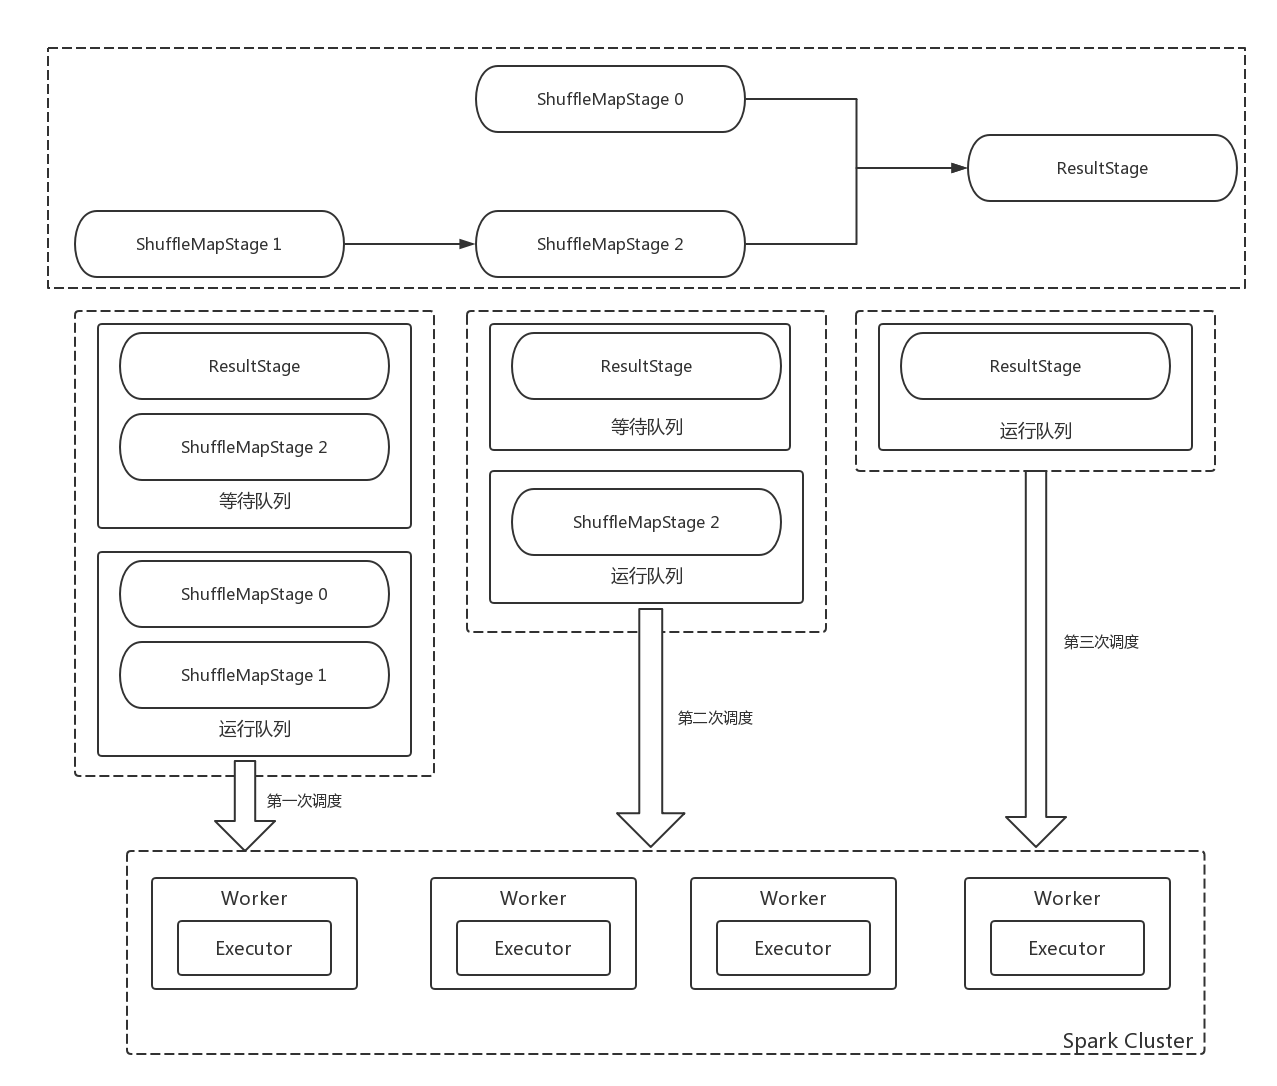 ShuffleMapStage 0
ResultStage
ShuffleMapStage 1
ShuffleMapStage 2
ResultStage
ShuffleMapStage 2
等待队列
ShuffleMapStage 0
ShuffleMapStage 1
运行队列
第一次调度
ResultStage
等待队列
ShuffleMapStage 2
运行队列
第二次调度
ResultStage
运行队列
第三次调度
Worker
Executor
Worker
Executor
Worker
Executor
Worker
Executor
Spark Cluster